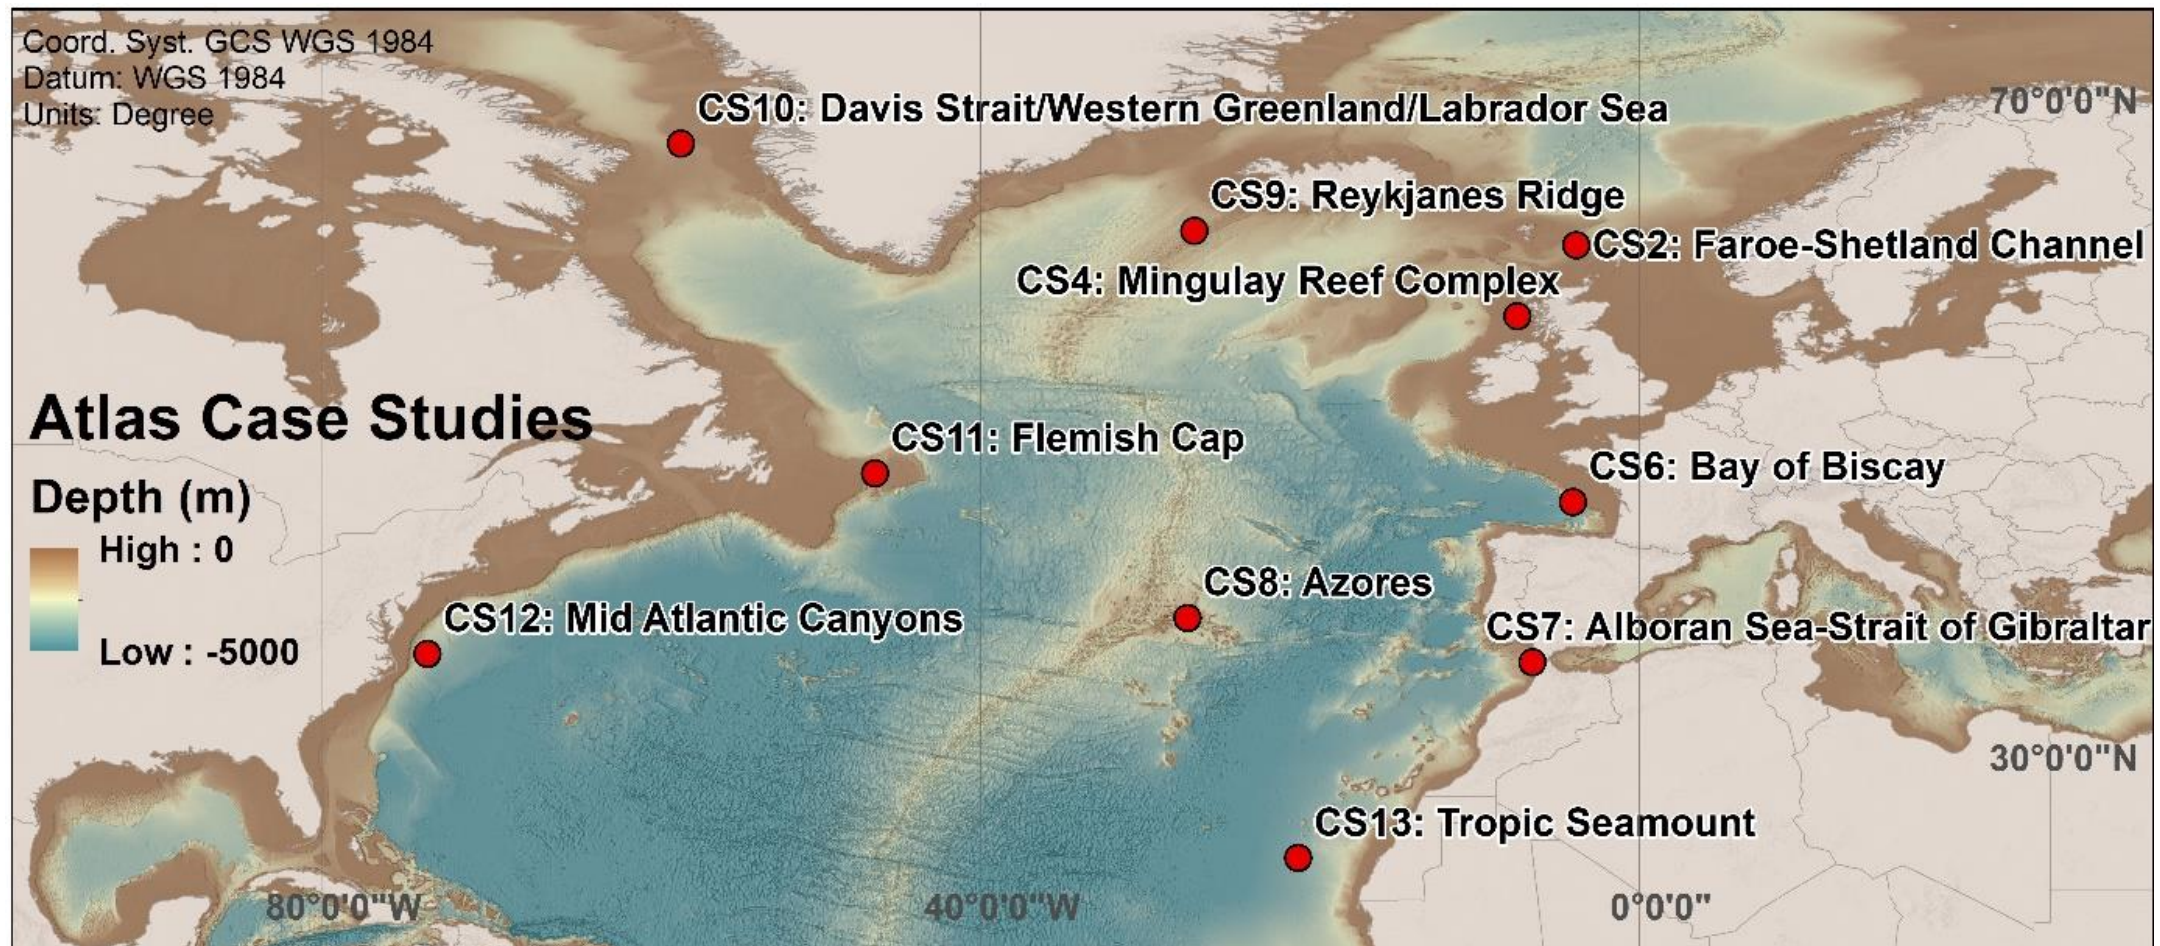 Coord. Syst. GCS WGS 1984
Datum: WGS 1984
Units: Degree
70°0'0"N
CS10: Davis Strait/Western Greenland/Labrador Sea
CS9: Reykjanes Ridge
CS2: Faroe-Shetland Channel
CS4: Mingulay Reef Complex
Atlas Case Studies
CS11: Flemish Cap
CS6: Bay of Biscay
Depth (m)
High : 0
Low : -5000
CS8: Azores
CS12: Mid Atlantic Canyons
CS7: Alboran Sea-Strait of Gibraltar
30°0'0"N
CS13: Tropic Seamount
80°0'0"W
40°0'0"W
0°0'0"